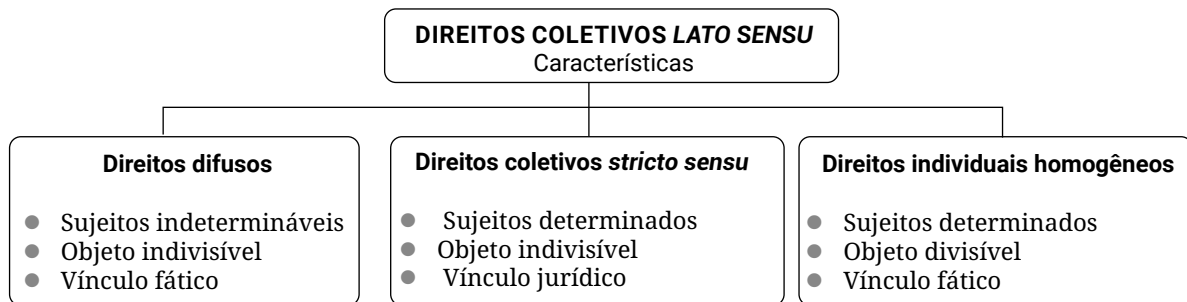 DIREITOS COLETIVOS LATO SENSU
Características
Direitos difusos
Sujeitos indetermináveis
Objeto indivisível
Vínculo fático
Direitos coletivos stricto sensu
Sujeitos determinados
Objeto indivisível
Vínculo jurídico
Direitos individuais homogêneos
Sujeitos determinados
Objeto divisível
Vínculo fático